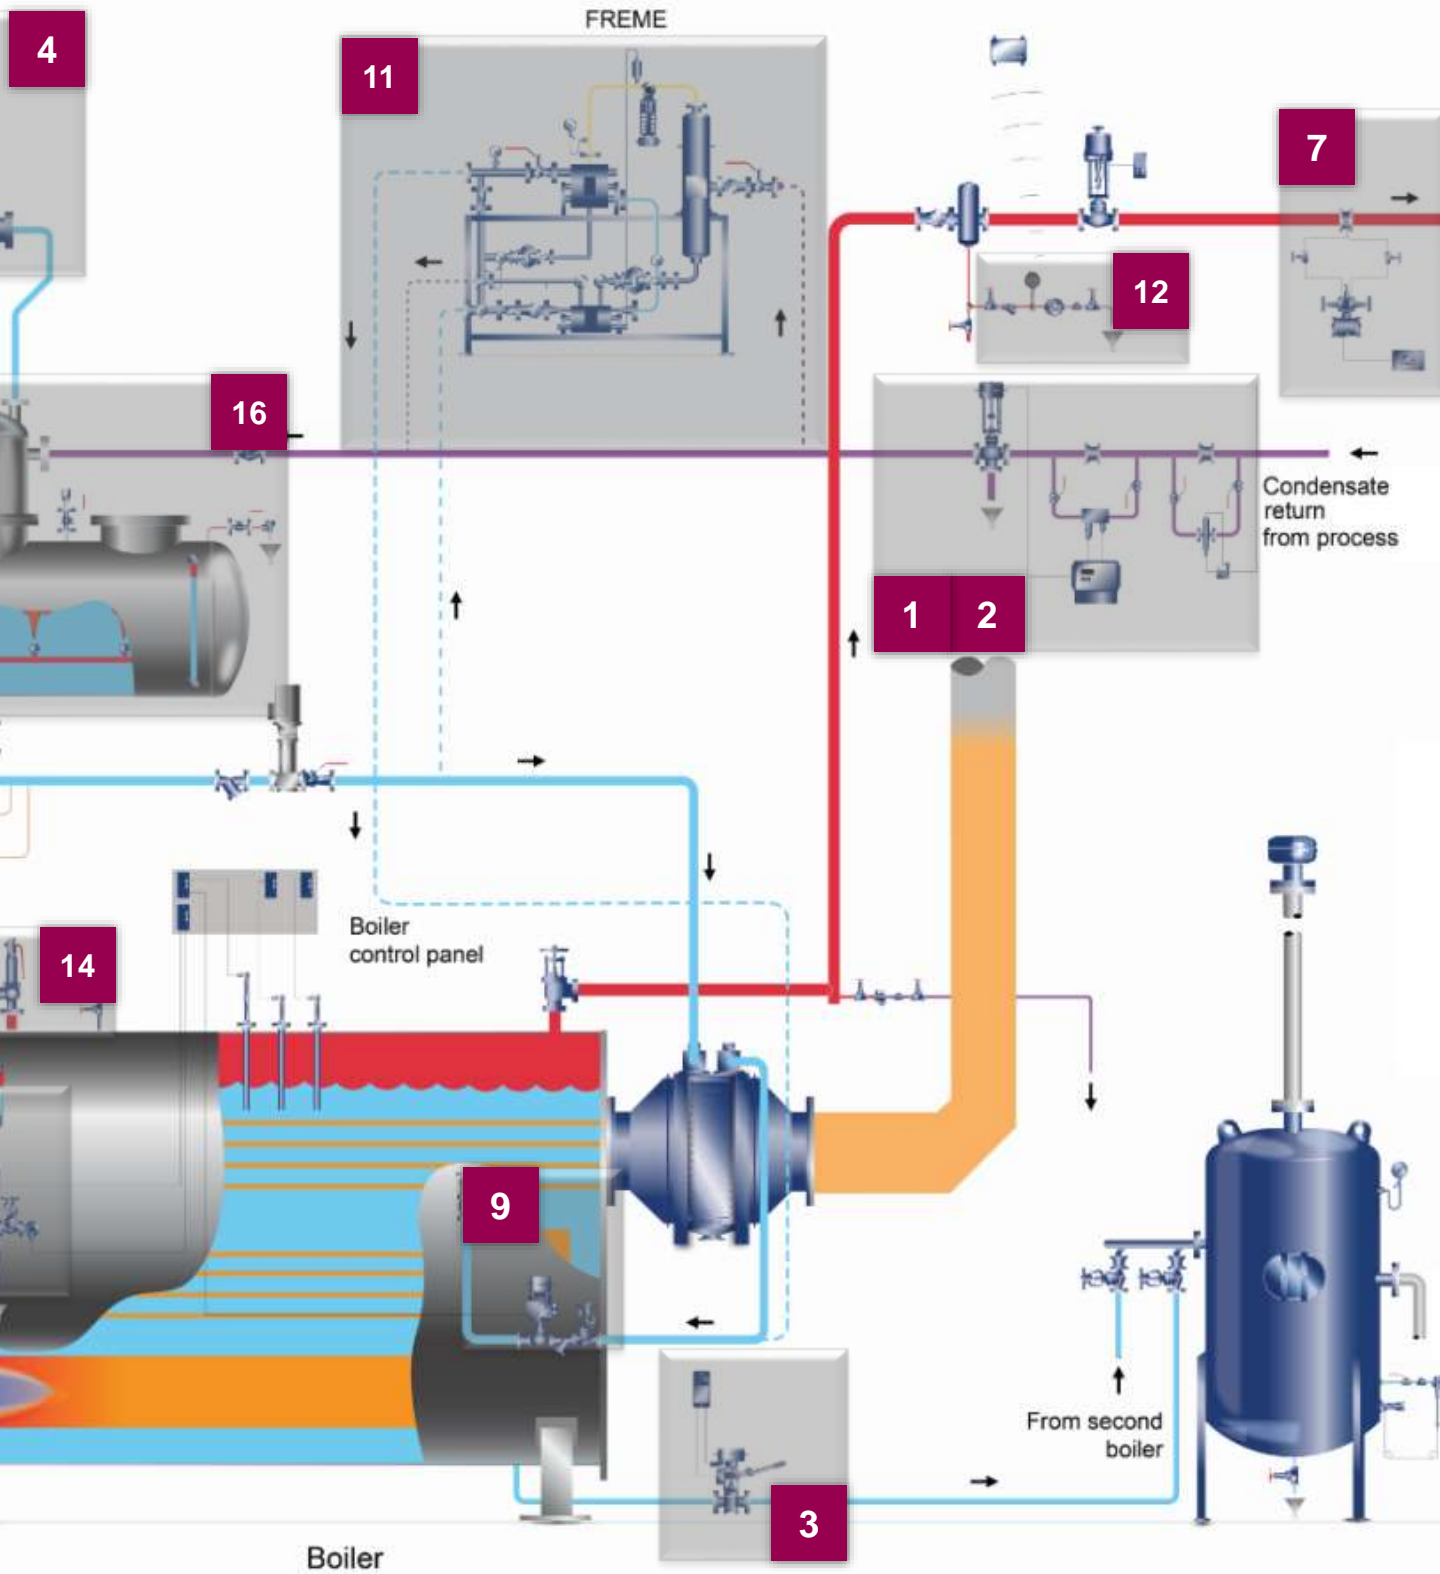 FREME
4
11
7
12
16
Condensate
return
from process
1
2
Boiler
control panel
14
9
From second
boiler
3
Boiler